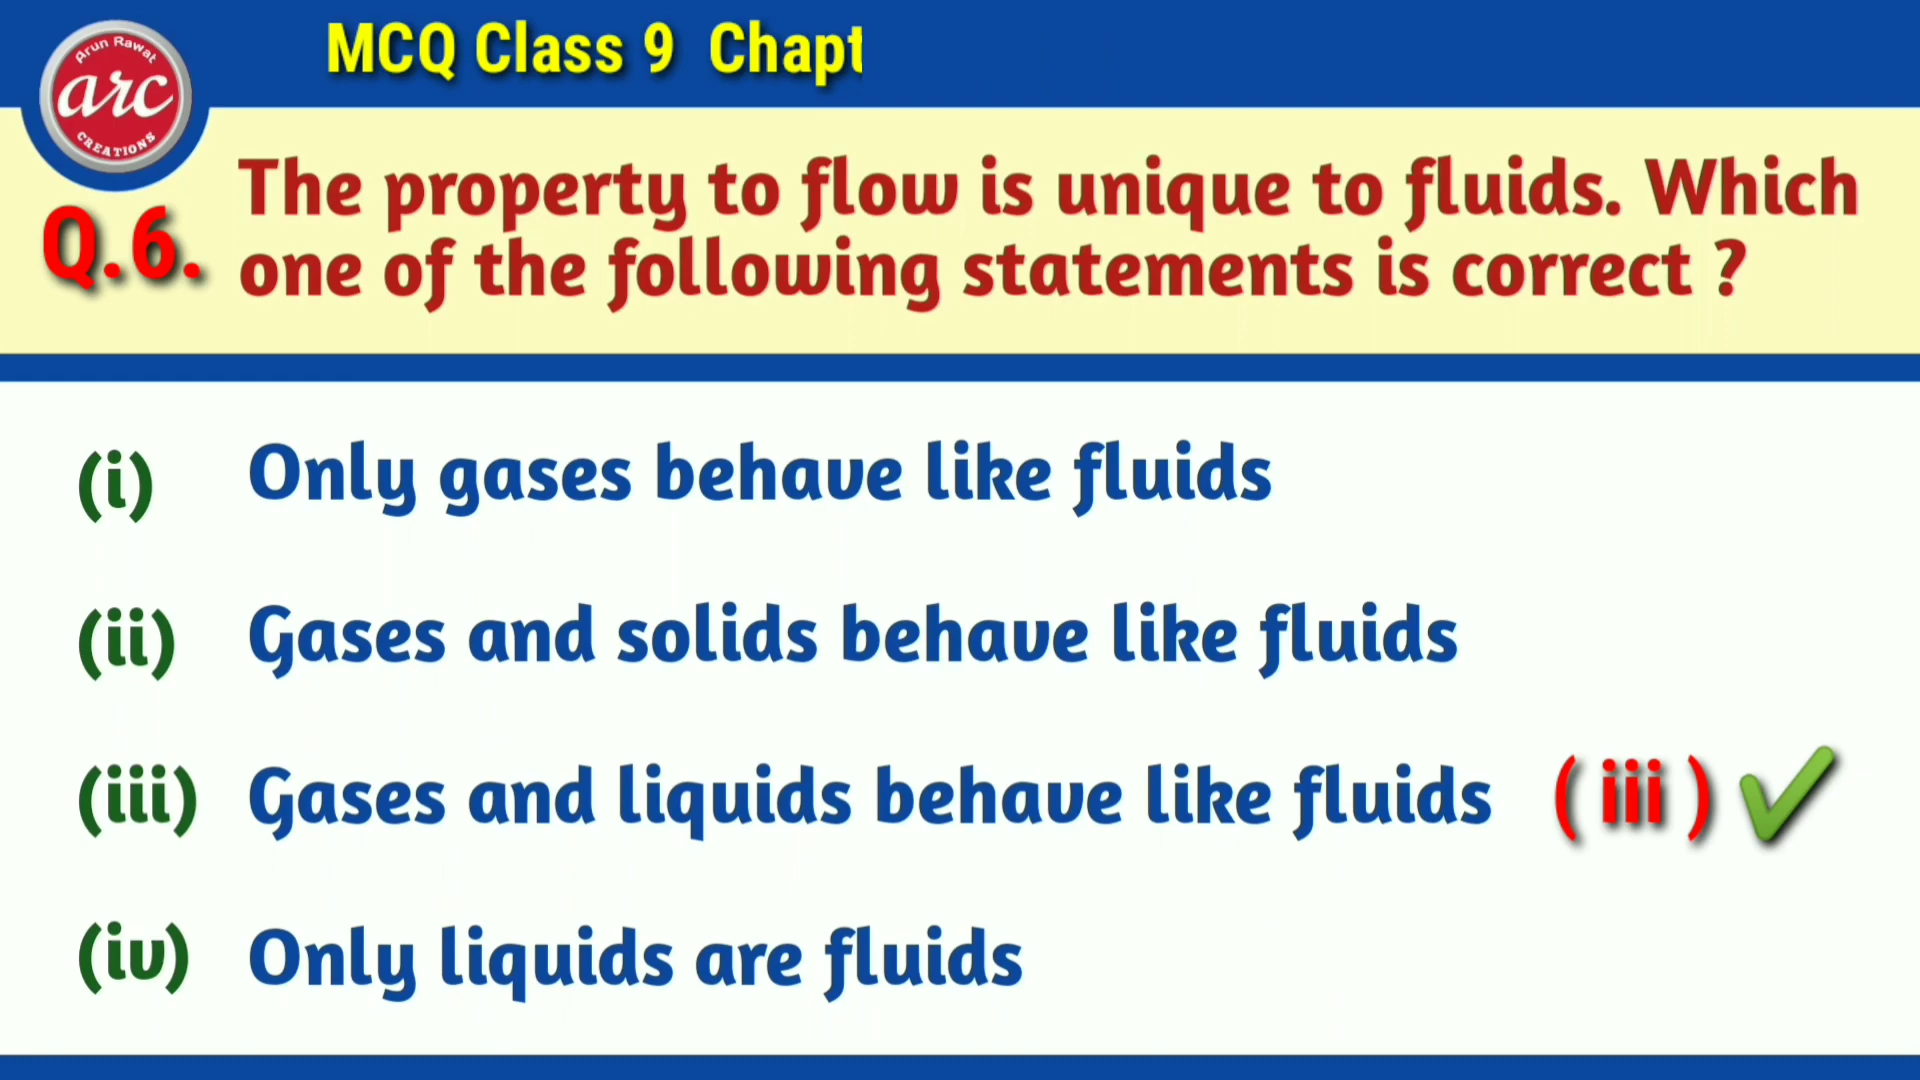 MCQ Class 9 Chapt
Arun Rawat
arc
CREATIONS
Q.6.
The property to flow is unique to fluids. Which
one of the following statements is correct ?
(i) Only gases behave like fluids
(ii) Gases and solids behave like fluids
(iii) Gases and liquids behave like fluids ( iii )
(iv) Only liquids are fluids